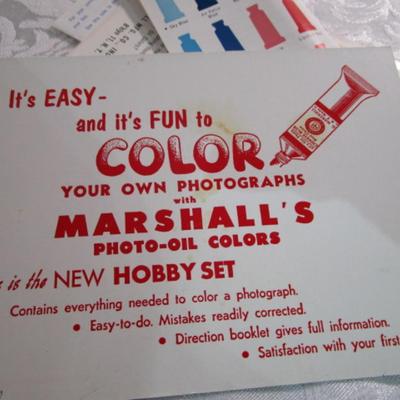 It's EASY-
and it's FUN to
COLOR
YOUR OWN PHOTOGRAPHS
with
MARSHALL'S
PHOTO-OIL COLORS
is the NEW HOBBY SET
Contains everything needed to color a photograph.
• Easy-to-do. Mistakes readily corrected.
• Direction booklet gives full information.
• Satisfaction with your first